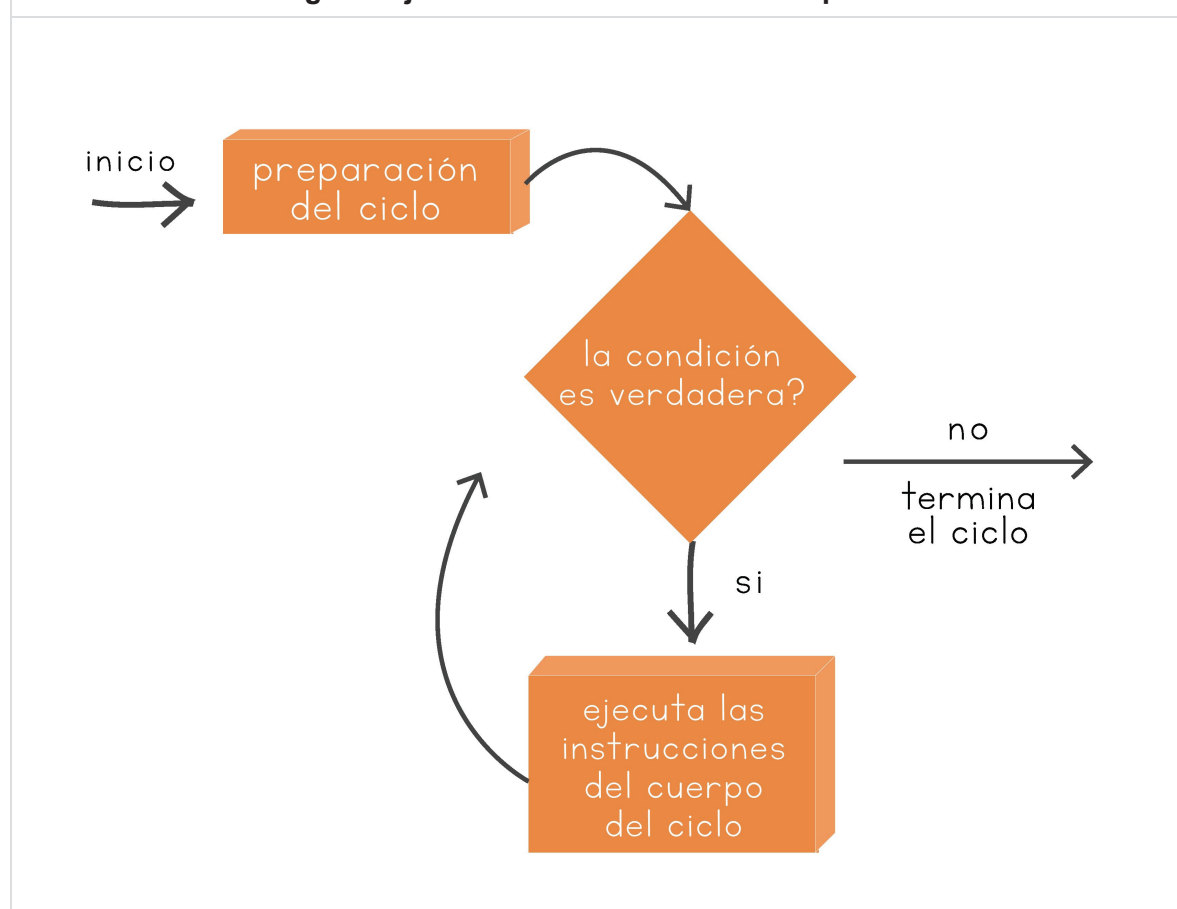 inicio
preparación
del ciclo
la condición
es verdadera?
no
termina
el ciclo
si
ejecuta las
instrucciones
del cuerpo
del ciclo